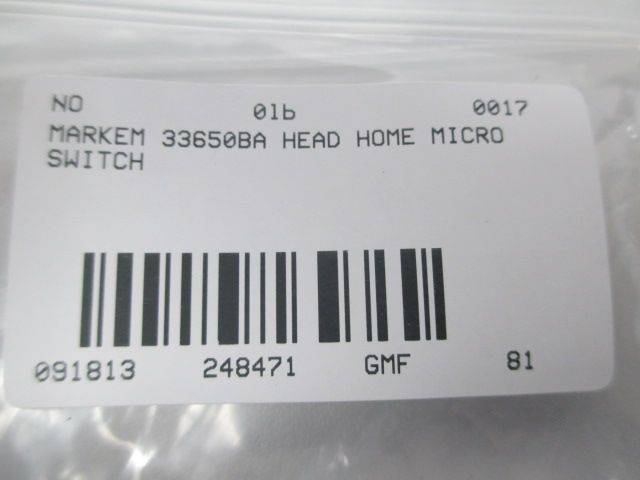 NO 01b 0017
MARKEM 33650BA HEAD HOME MICRO
SWITCH
091813 248471 GMF 81